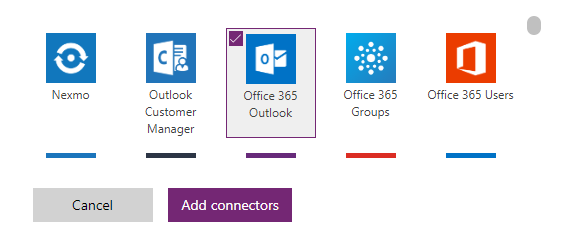 Nexmo
Outlook
Customer
Manager
Office 365
Outlook
Office 365
Groups
Office 365 Users
Cancel
Add connectors